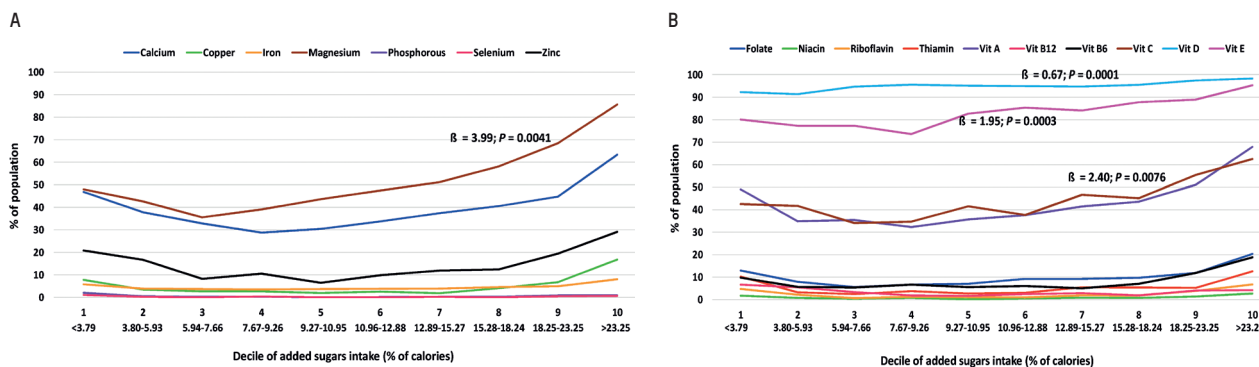 A
Calcium Copper Iron Magnesium Phosphorous Selenium Zinc
100
90
80
70
60
50
40
30
20
10
0
% of population
ß = 3.99; P = 0.0041
1 2 3 4 5 6 7 8 9 10
<3.79 3.80-5.93 5.94-7.66 7.67-9.26 9.27-10.95 10.96-12.88 12.89-15.27 15.28-18.24 18.25-23.25 >23.25
Decile of added sugars intake (% of calories)
B
Folate Niacin Riboflavin Thiamin Vit A Vit B12 Vit B6 Vit C Vit D Vit E
100
90
80
70
60
50
40
30
20
10
0
% of population
ß = 0.67; P = 0.0001
ß = 1.95; P = 0.0003
ß = 2.40; P = 0.0076
1 2 3 4 5 6 7 8 9 10
<3.79 3.80-5.93 5.94-7.66 7.67-9.26 9.27-10.95 10.96-12.88 12.89-15.27 15.28-18.24 18.25-23.25 >23.2
Decile of added sugars intake (% of calories)